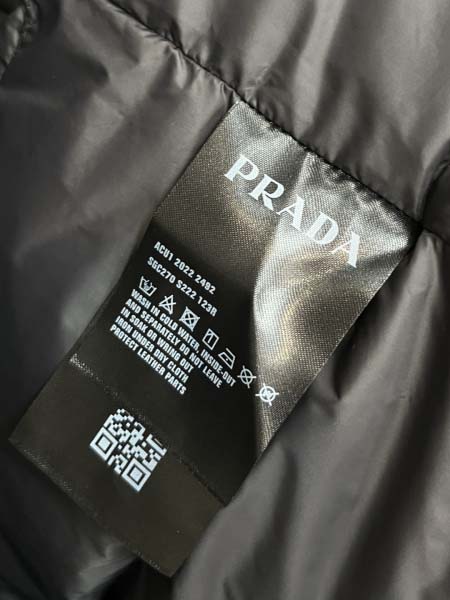 PRADA
ACU1 2022 2492
SGC270 S222 123R
WASH IN COLD WATER, INSIDE-OUT
AND SEPARATELY DO NOT LEAVE
IN SOAK OR WRING OUT
IRON UNDER DRY CLOTH
PROTECT LEATHER PARTS